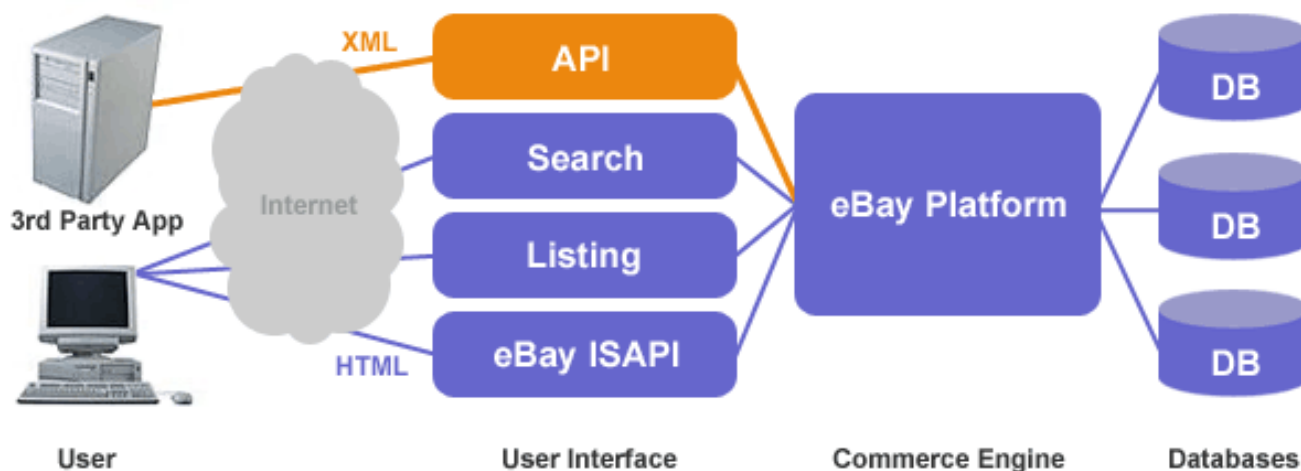 XML
API
DB
Search
Internet
3rd Party App
eBay Platform
DB
Listing
HTML
eBay ISAPI
DB
User
User Interface
Commerce Engine
Databases